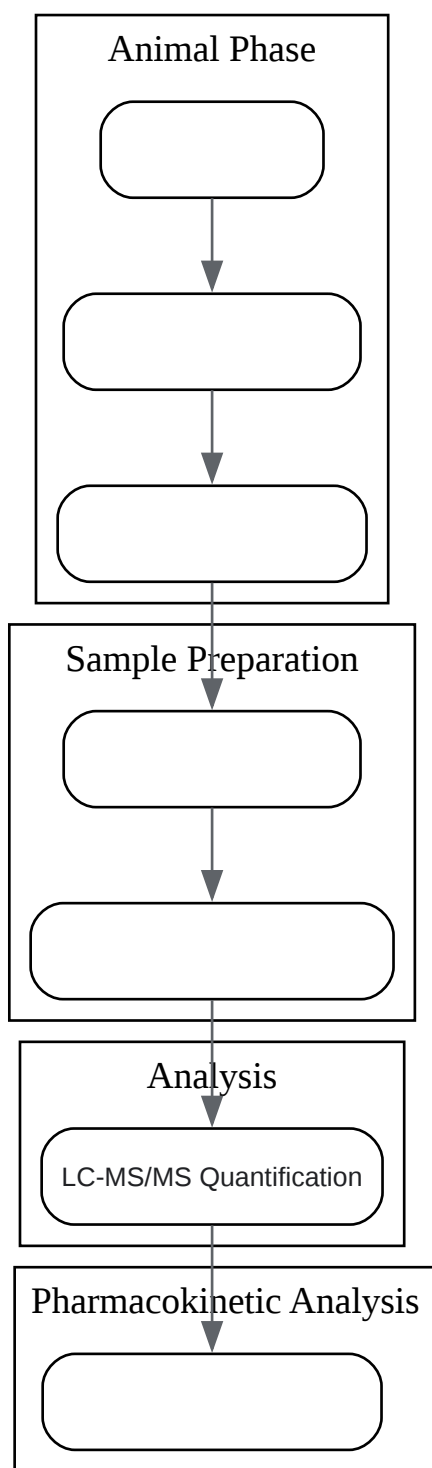 Animal Phase
Sample Preparation
Analysis
LC-MS/MS Quantification
Pharmacokinetic Analysis